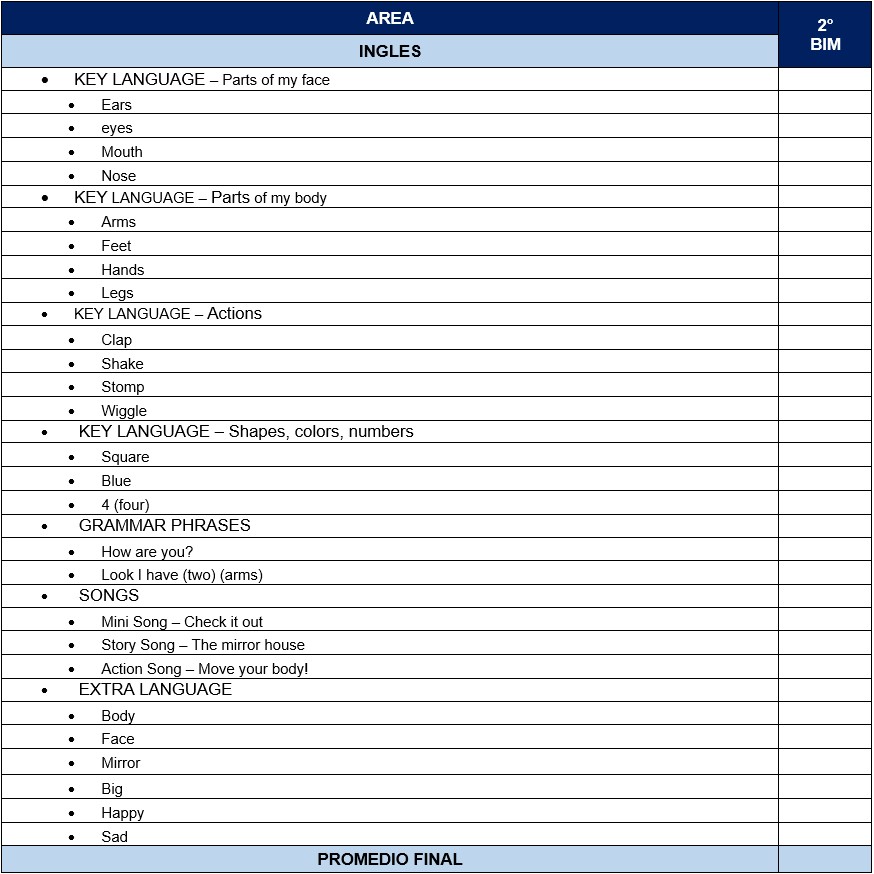 AREA
2° BIM
INGLES
• KEY LANGUAGE – Parts of my face
• Ears
• eyes
• Mouth
• Nose
• KEY LANGUAGE – Parts of my body
• Arms
• Feet
• Hands
• Legs
• KEY LANGUAGE – Actions
• Clap
• Shake
• Stomp
• Wiggle
• KEY LANGUAGE – Shapes, colors, numbers
• Square
• Blue
• 4 (four)
• GRAMMAR PHRASES
• How are you?
• Look I have (two) (arms)
• SONGS
• Mini Song – Check it out
• Story Song – The mirror house
• Action Song – Move your body!
• EXTRA LANGUAGE
• Body
• Face
• Mirror
• Big
• Happy
• Sad
PROMEDIO FINAL